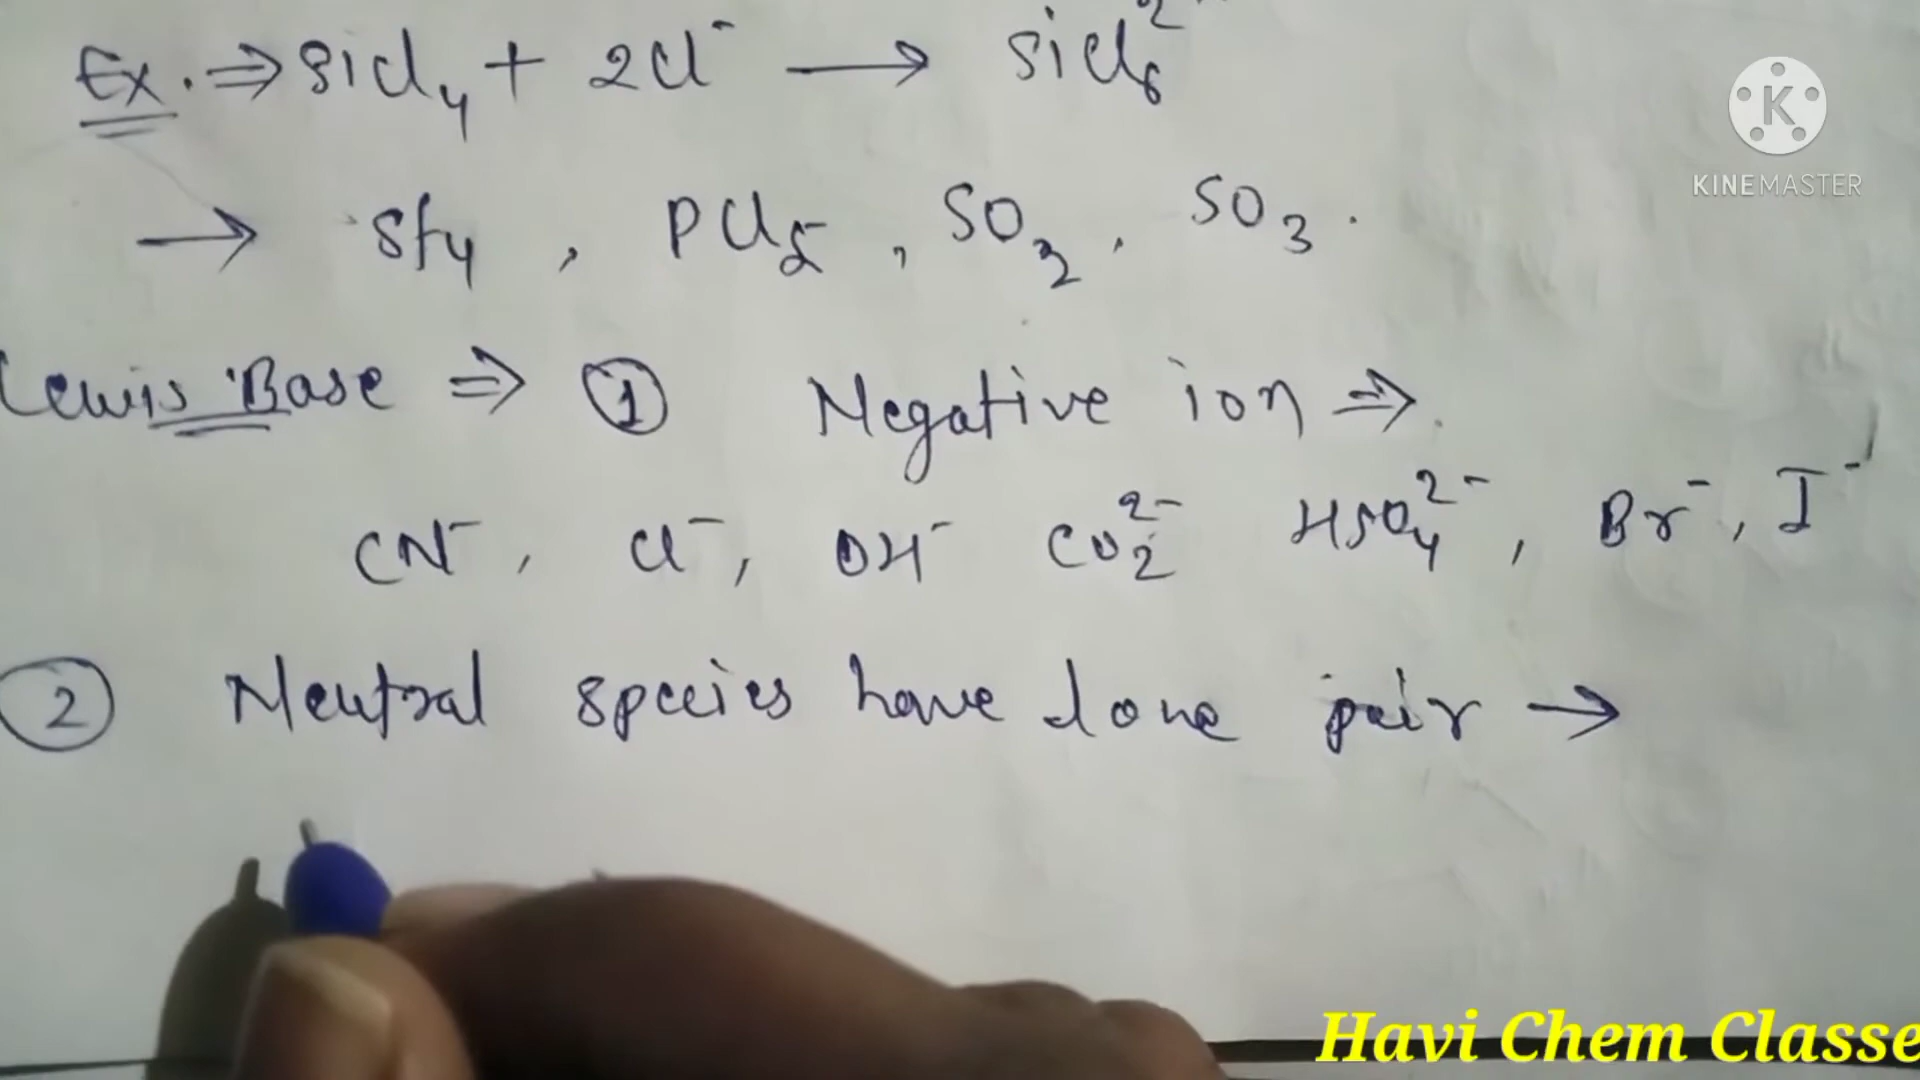 Ex. ⇒ SiCl₄ + 2Cl⁻ → SiCl₆²⁻
K
KINEMASTER
→ Sf₄ , PCl₅ , SO₂ , SO₃ .
Lewis Base ⇒ ① Negative ion ⇒
CN⁻ , Cl⁻ , OH⁻ CO₂²⁻ HSO₄²⁻ , Br⁻ , I⁻
② Neutral species have lone pair →
Havi Chem Classe